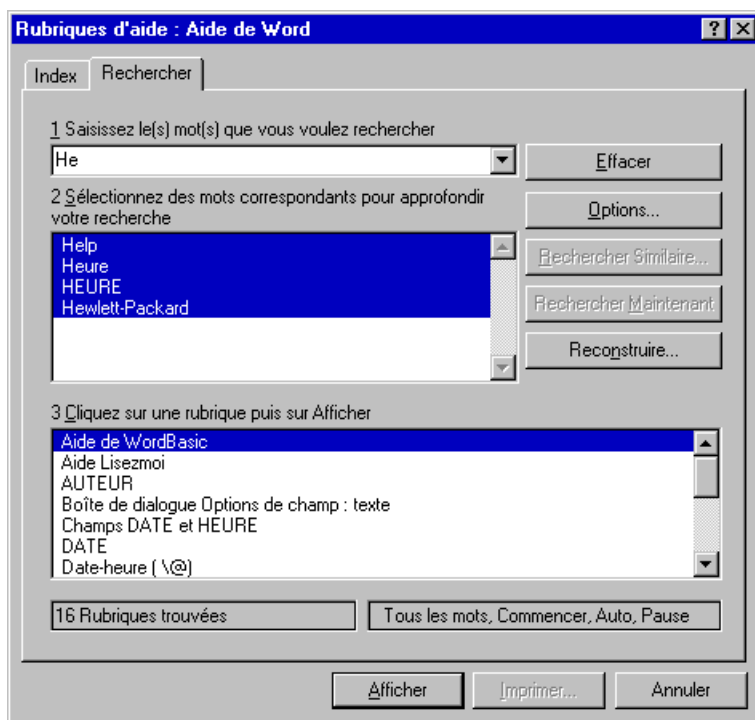 Rubriques d'aide : Aide de Word
Index
Rechercher
1 Saisissez le(s) mot(s) que vous voulez rechercher
He
Effacer
2 Sélectionnez des mots correspondants pour approfondir
votre recherche
Options...
Help
Heure
HEURE
Hewlett-Packard
Rechercher Similaire...
Rechercher Maintenant
Reconstruire...
3 Cliquez sur une rubrique puis sur Afficher
Aide de WordBasic
Aide Lisezmoi
AUTEUR
Boîte de dialogue Options de champ : texte
Champs DATE et HEURE
DATE
Date-heure ( \@)
16 Rubriques trouvées
Tous les mots, Commencer, Auto, Pause
Afficher
Imprimer...
Annuler